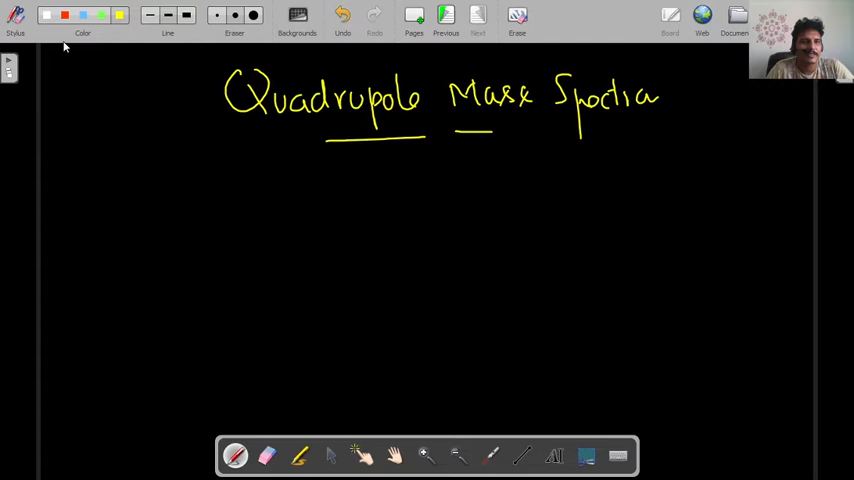 Stylus Color Line Eraser Backgrounds Undo Redo Pages Previous Next Erase Board Web Documen
Quadrupole Mass Spectra